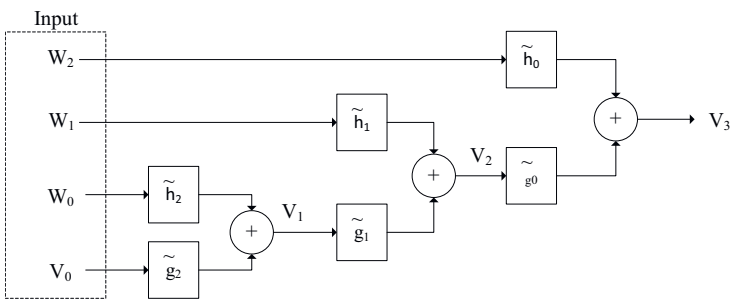 Input
W₂
h̃₀
W₁
h̃₁
+
V₃
V₂
+
g̃0
W₀
h̃₂
V₁
g̃₁
+
V₀
g̃₂